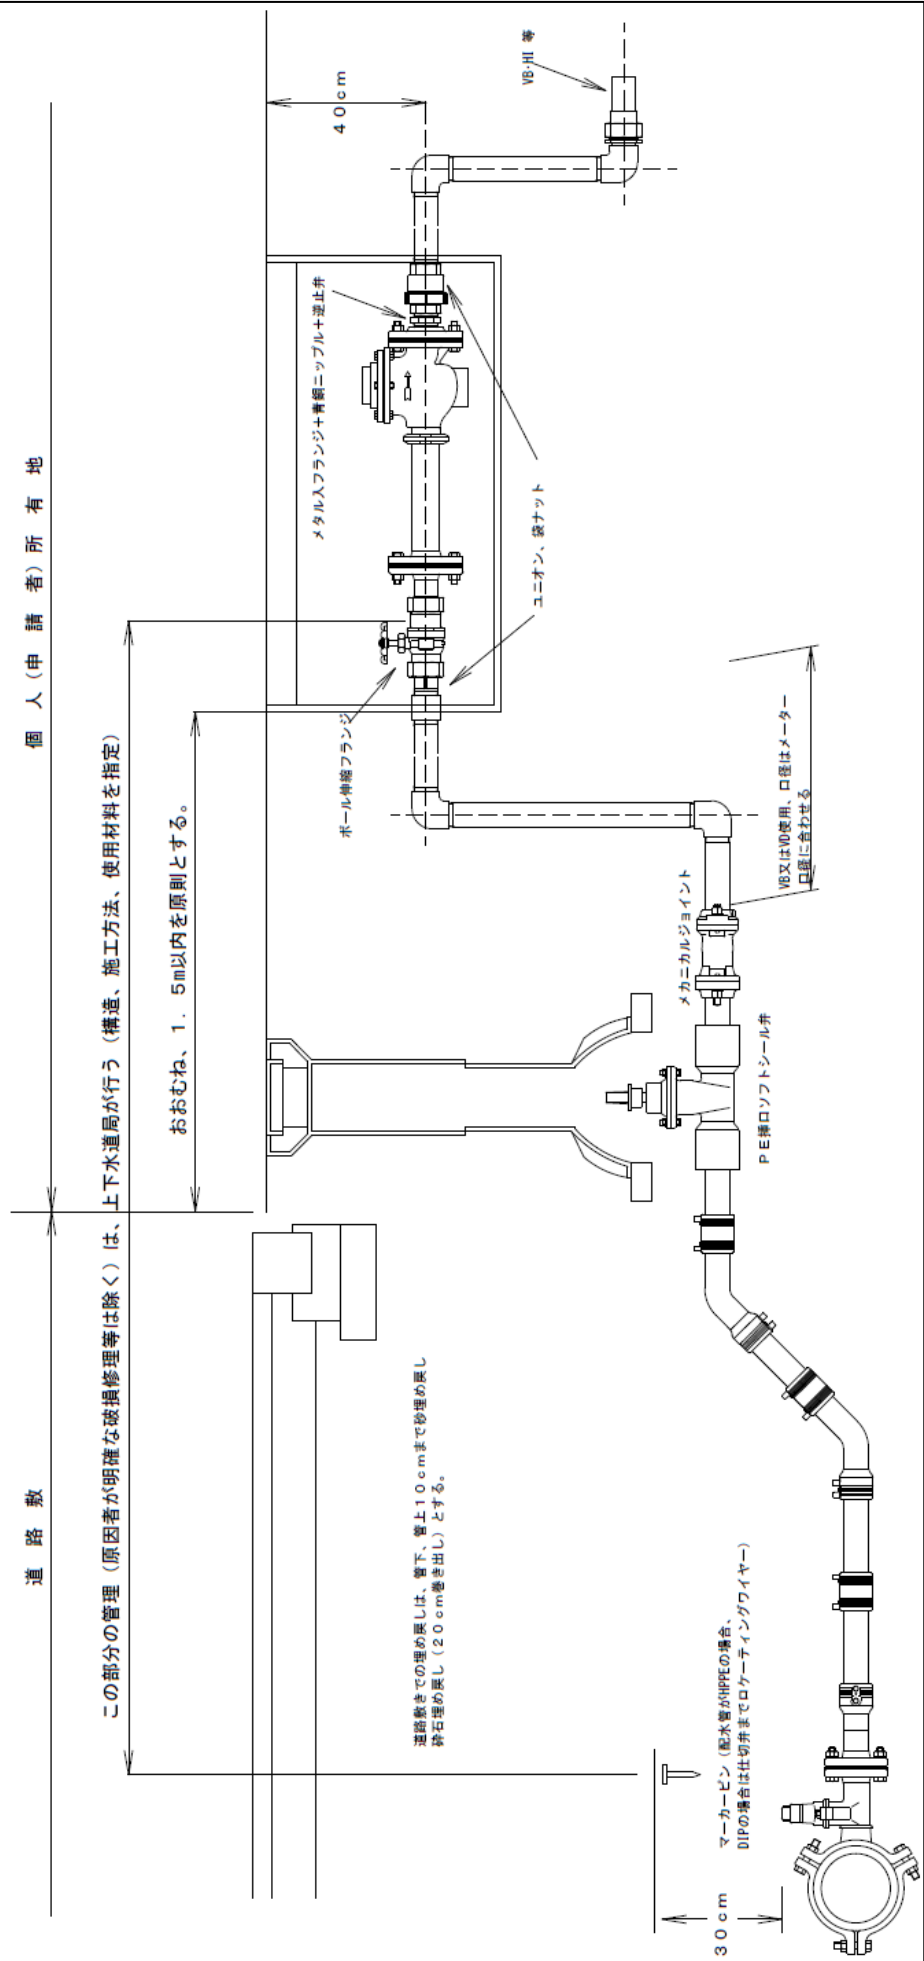 道　路　敷
個　人（申　請　者）所　有　地
この部分の管理（原因者が明確な破損修理等は除く）は、上下水道局が行う（構造、施工方法、使用材料を指定）
おおむね、１．５ｍ以内を原則とする。
４０ｃｍ
VB・HI 等
メタル入フランジ＋青銅ニップル＋逆止弁
ユニオン、袋ナット
ボール伸縮フランジ
VB又はVD使用、口径はメーター
口径に合わせる
メカニカルジョイント
ＰＥ挿口ソフトシール弁
道路敷きでの埋め戻しは、管下、管上１０ｃｍまで砂埋め戻し
砕石埋め戻し（２０ｃｍ巻き出し）とする。
マーカーピン（配水管がHPPEの場合、
DIPの場合は仕切弁までロケーティングワイヤー）
３０ｃｍ